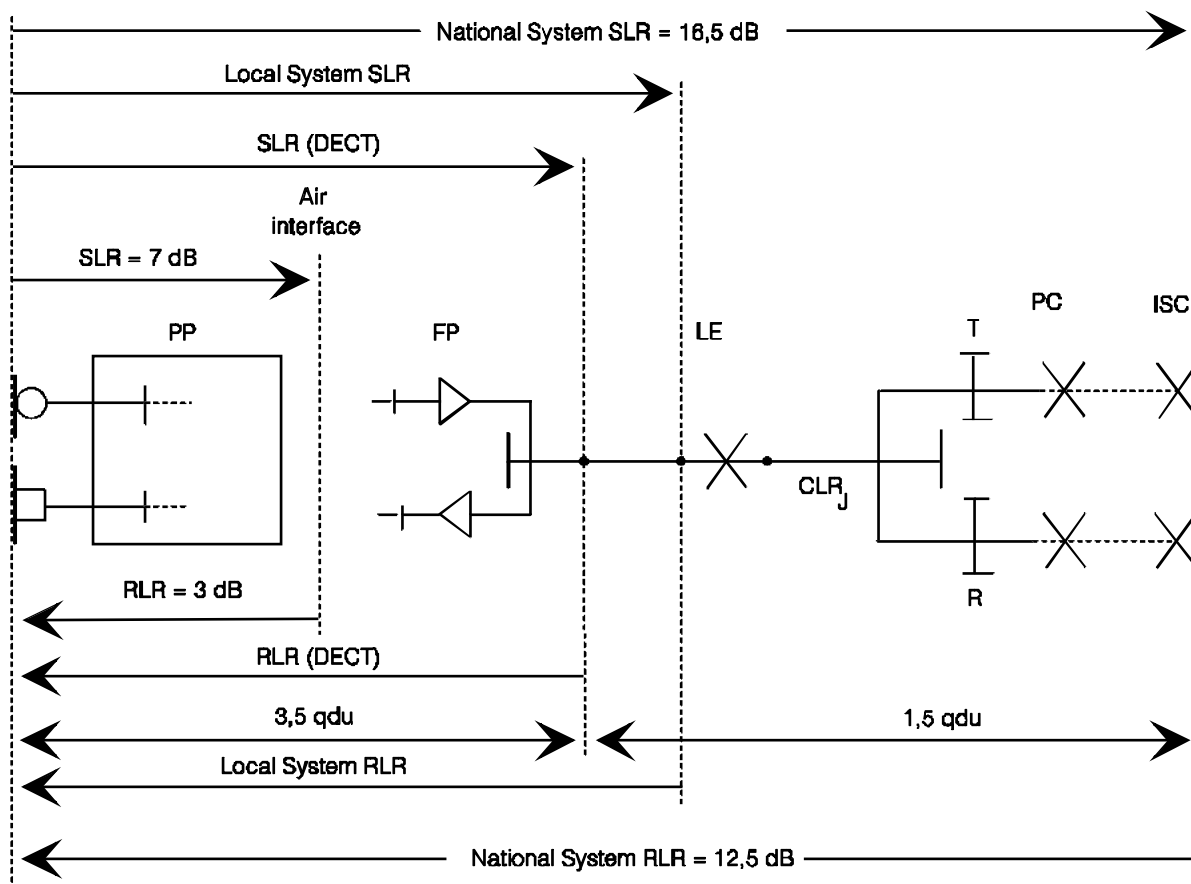 National System SLR = 16,5 dB
Local System SLR
SLR (DECT)
Air
interface
SLR = 7 dB
PP
FP
LE
T
PC
ISC
CLR
J
R
RLR = 3 dB
RLR (DECT)
3,5 qdu
1,5 qdu
Local System RLR
National System RLR = 12,5 dB